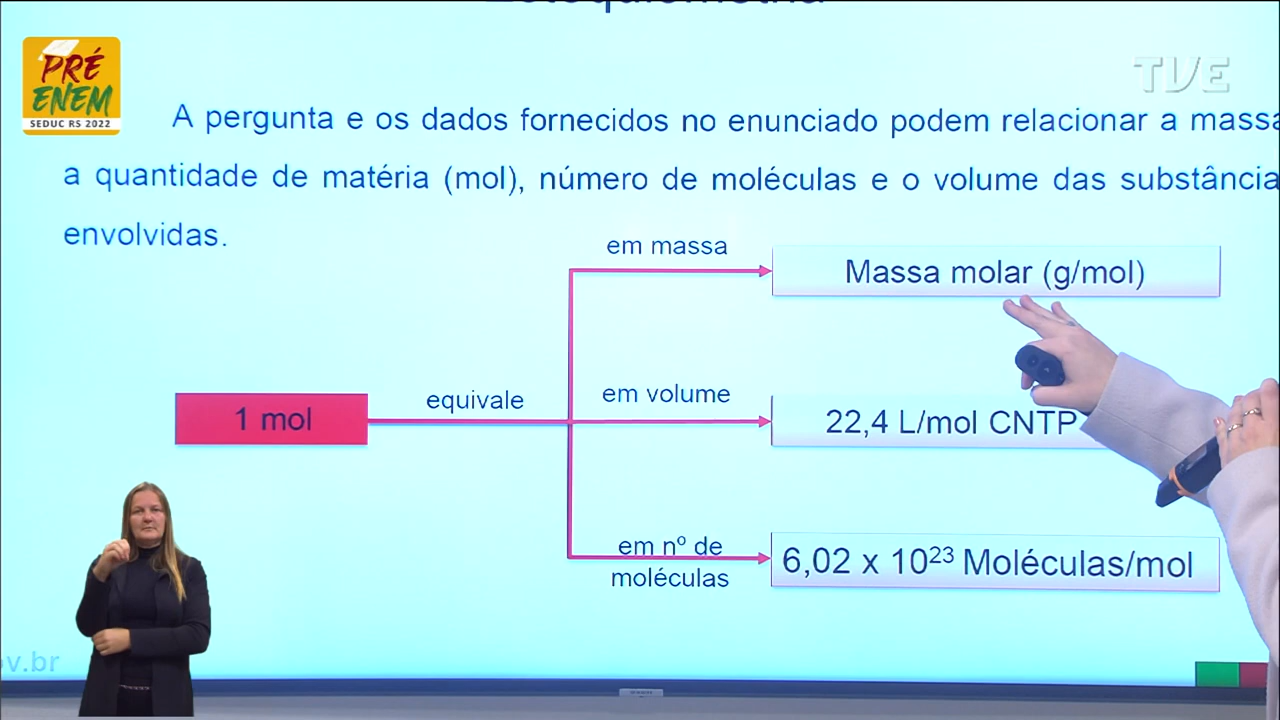 TVE
PRÉ
ENEM
SEDUC RS 2022
A pergunta e os dados fornecidos no enunciado podem relacionar a massa
a quantidade de matéria (mol), número de moléculas e o volume das substância
envolvidas.
em massa
Massa molar (g/mol)
1 mol
equivale
em volume
22,4 L/mol CNTP
em nº de
moléculas
6,02 x 10²³ Moléculas/mol
ov.br